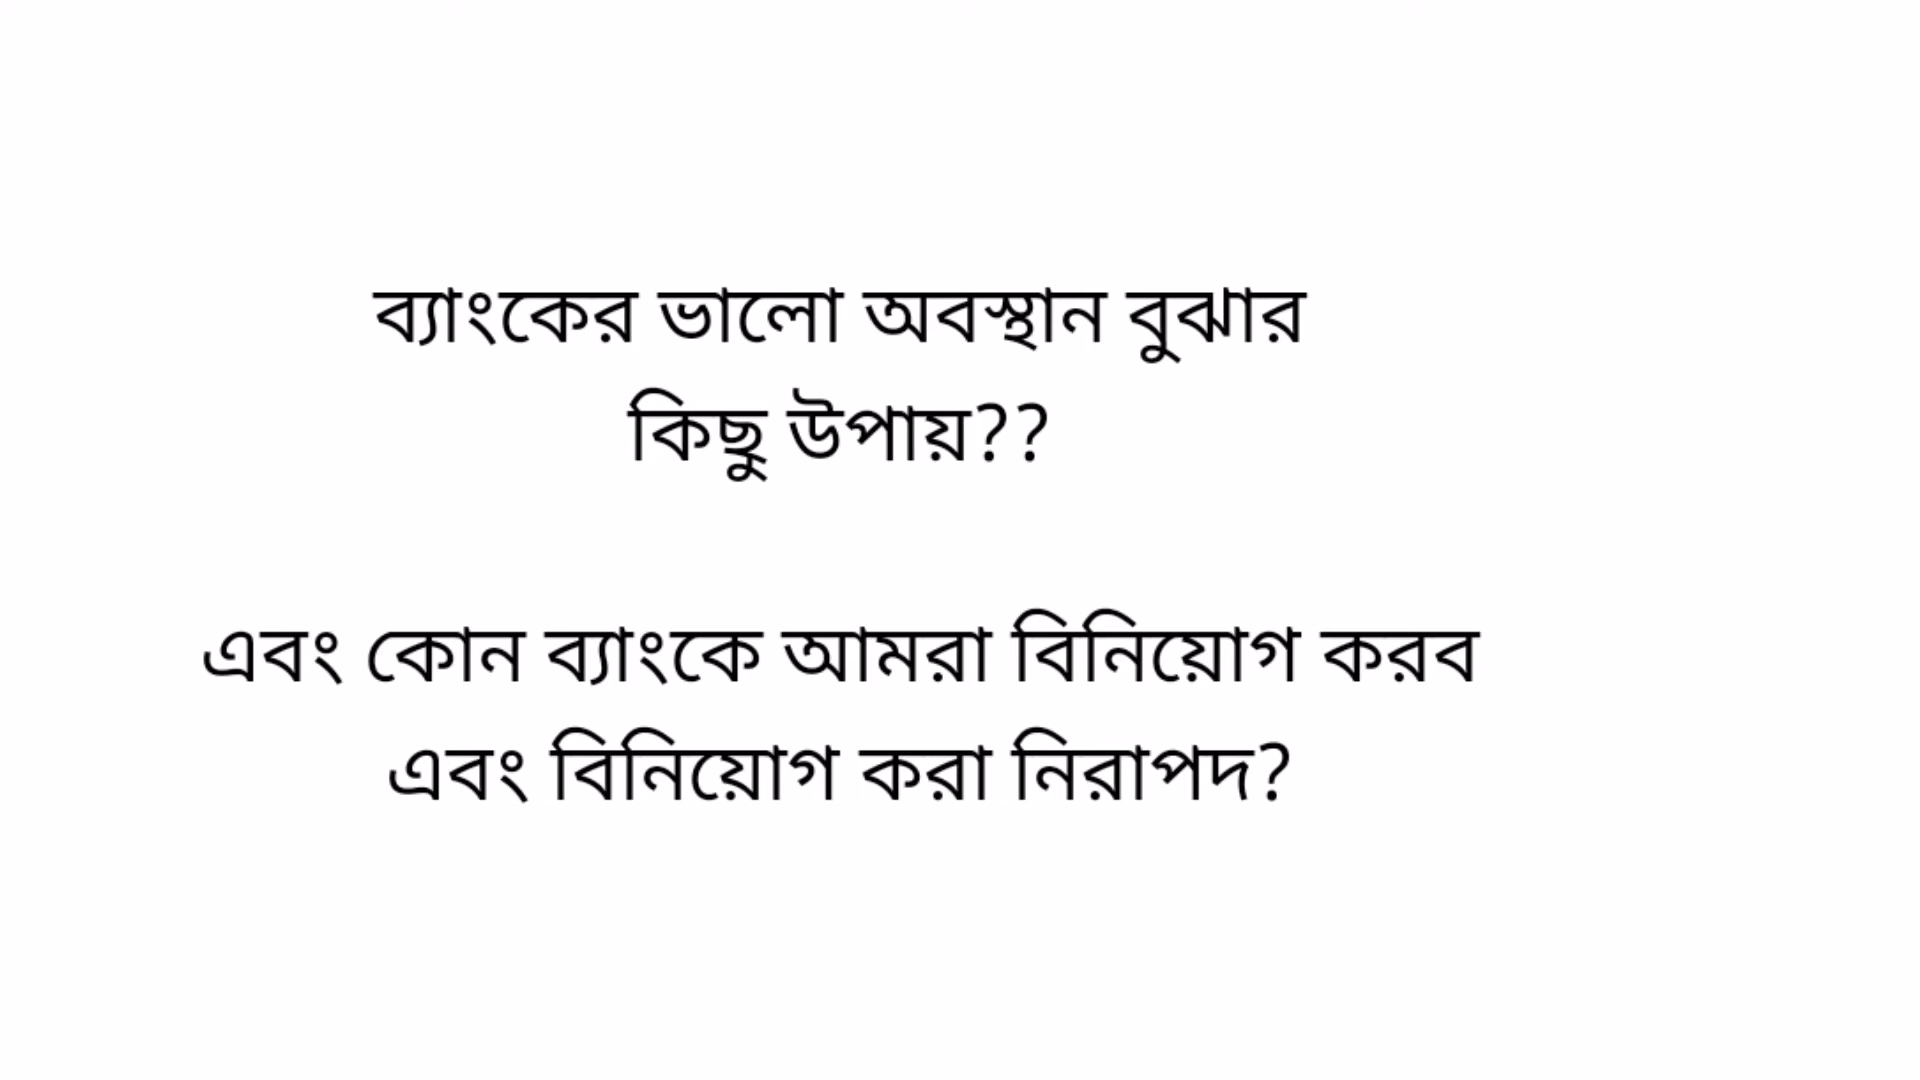 ব্যাংকের ভালো অবস্থান বুঝার
কিছু উপায়??
এবং কোন ব্যাংকে আমরা বিনিয়োগ করব
এবং বিনিয়োগ করা নিরাপদ?